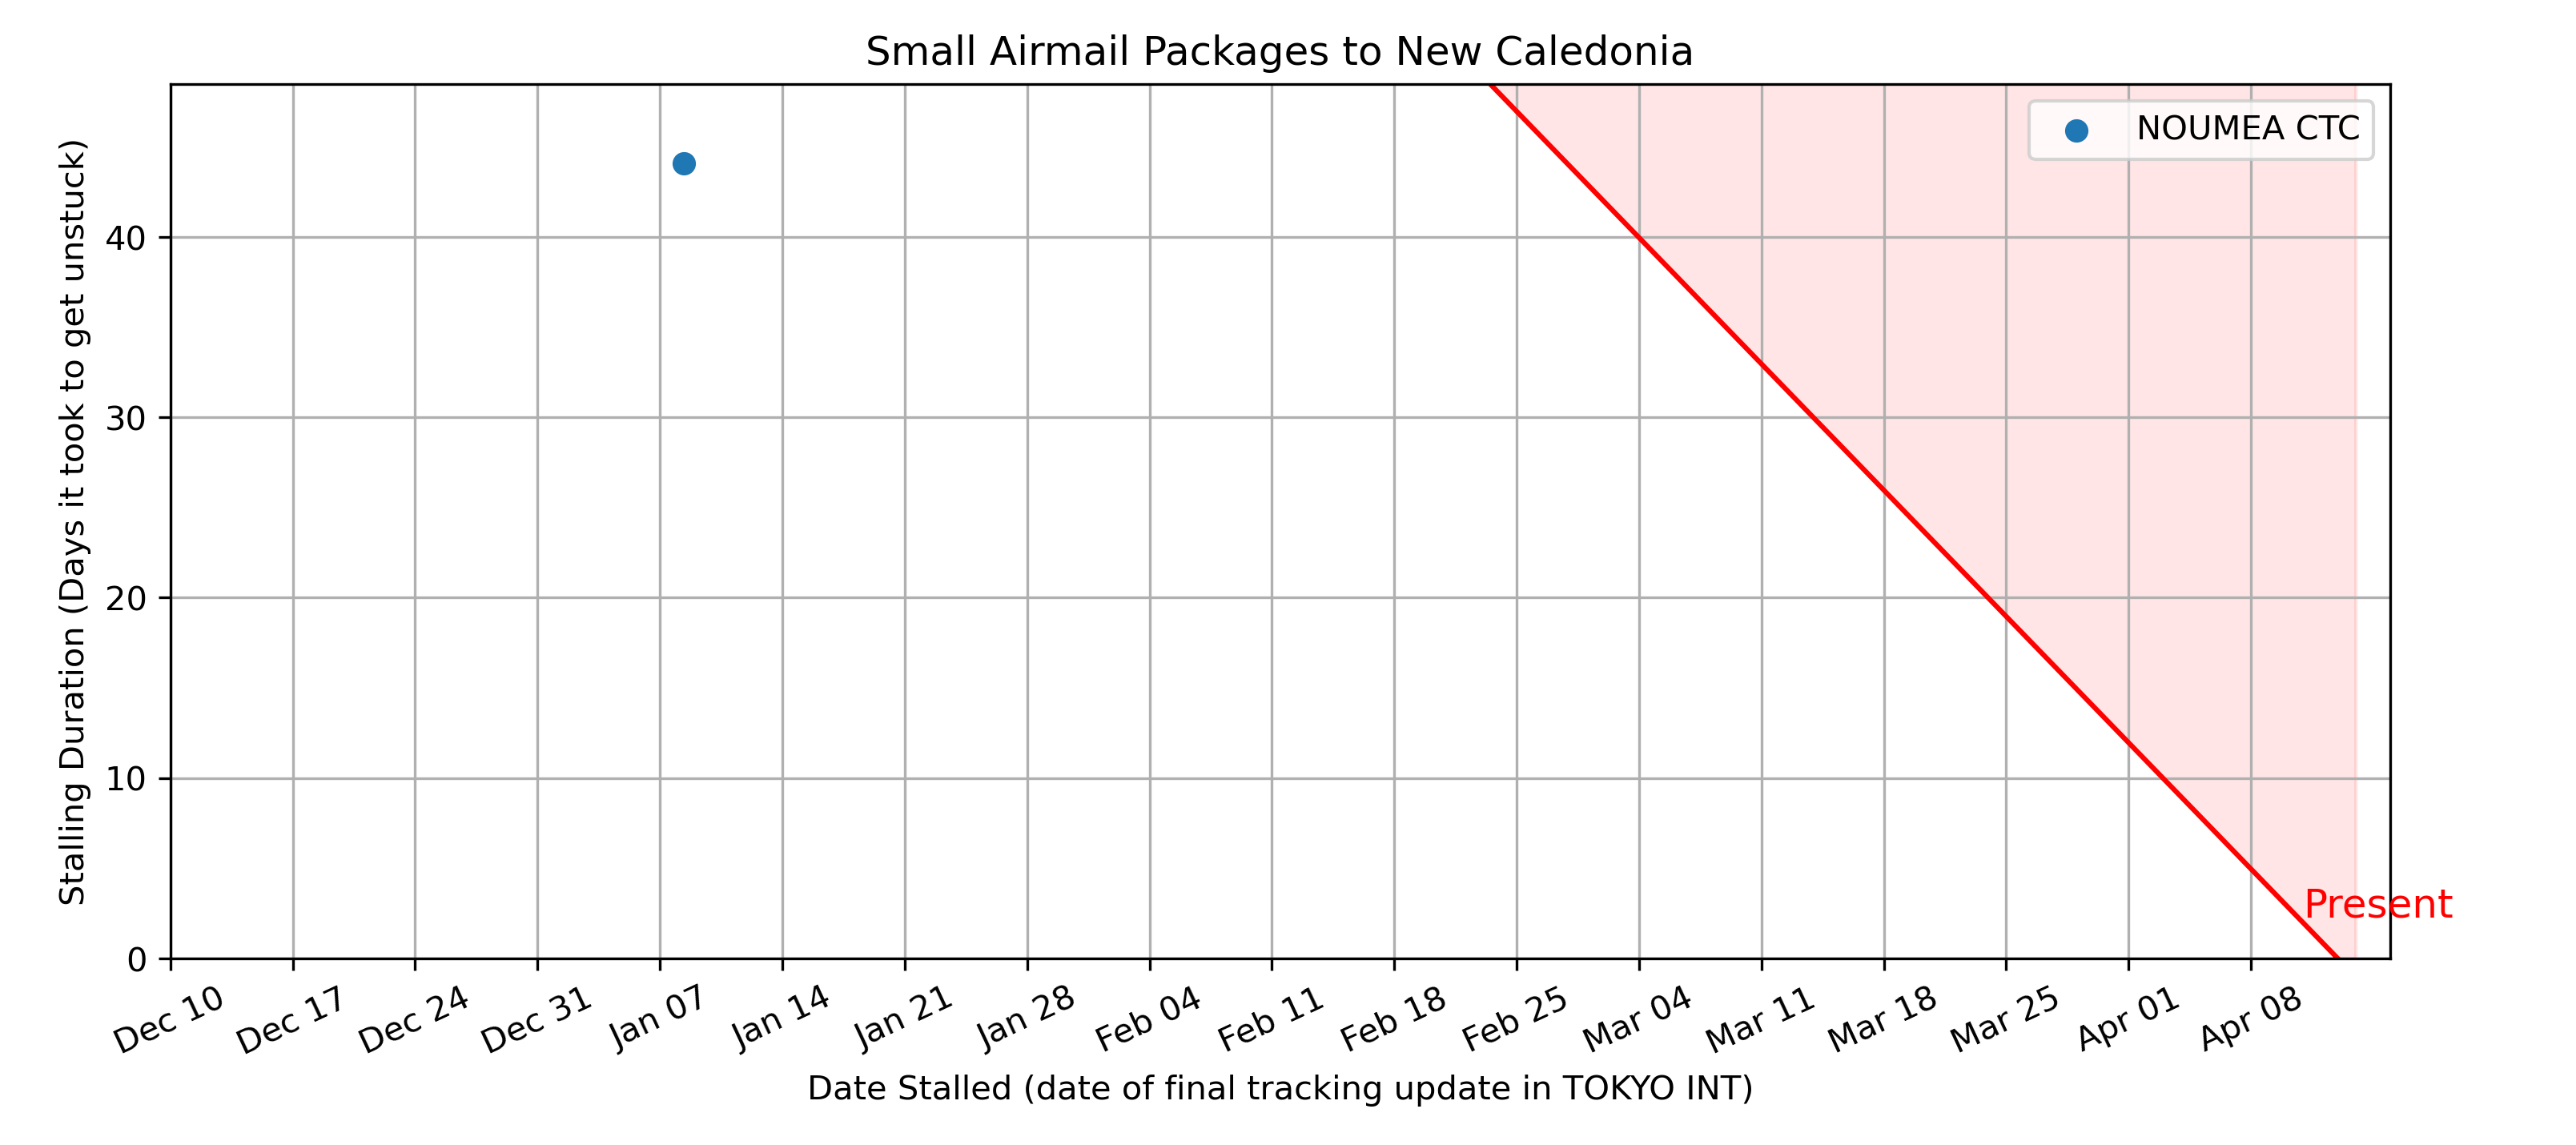 Small Airmail Packages to New Caledonia
NOUMEA CTC
Stalling Duration (Days it took to get unstuck)
40
30
20
10
0
Present
Dec 10
Dec 17
Dec 24
Dec 31
Jan 07
Jan 14
Jan 21
Jan 28
Feb 04
Feb 11
Feb 18
Feb 25
Mar 04
Mar 11
Mar 18
Mar 25
Apr 01
Apr 08
Date Stalled (date of final tracking update in TOKYO INT)